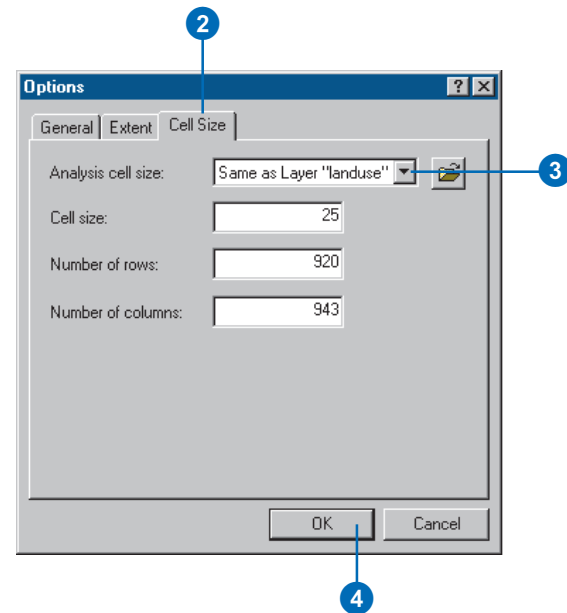 2
Options
General Extent Cell Size
Analysis cell size: Same as Layer "landuse" 3
Cell size: 25
Number of rows: 920
Number of columns: 943
OK Cancel
4